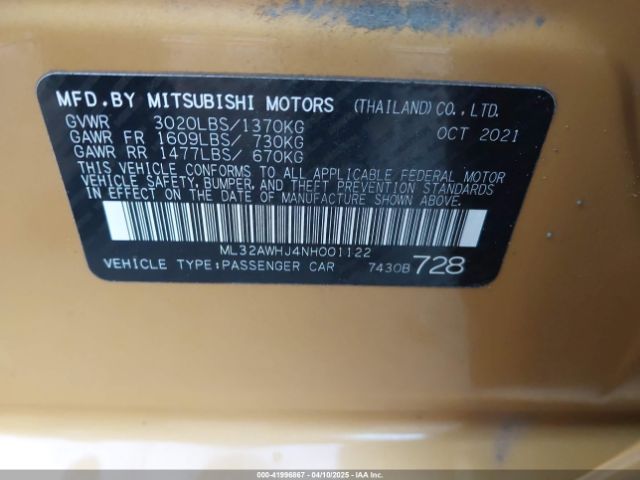 MFD.BY MITSUBISHI MOTORS (THAILAND) CO., LTD.
GVWR 3020LBS/1370KG OCT 2021
GAWR FR 1609LBS/ 730KG
GAWR RR 1477LBS/ 670KG
THIS VEHICLE CONFORMS TO ALL APPLICABLE FEDERAL MOTOR
VEHICLE SAFETY, BUMPER, AND THEFT PREVENTION STANDARDS
IN EFFECT ON THE DATE OF MANUFACTURE SHOWN ABOVE.
ML32AWHJ4NH001122
VEHICLE TYPE:PASSENGER CAR 7430B 728
000-41996867 - 04/10/2025 - IAAI.COM